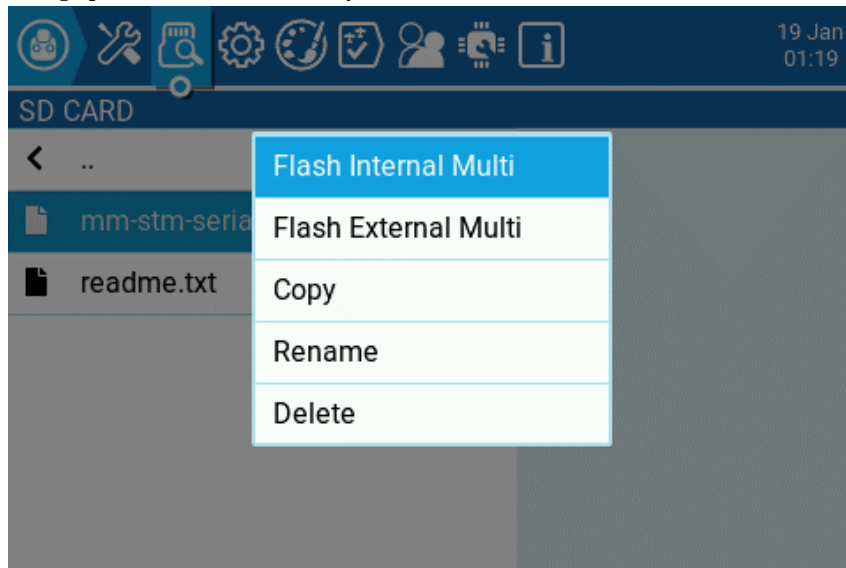 19 Jan
01:19
SD CARD
..
mm-stm-seria
readme.txt
Flash Internal Multi
Flash External Multi
Copy
Rename
Delete